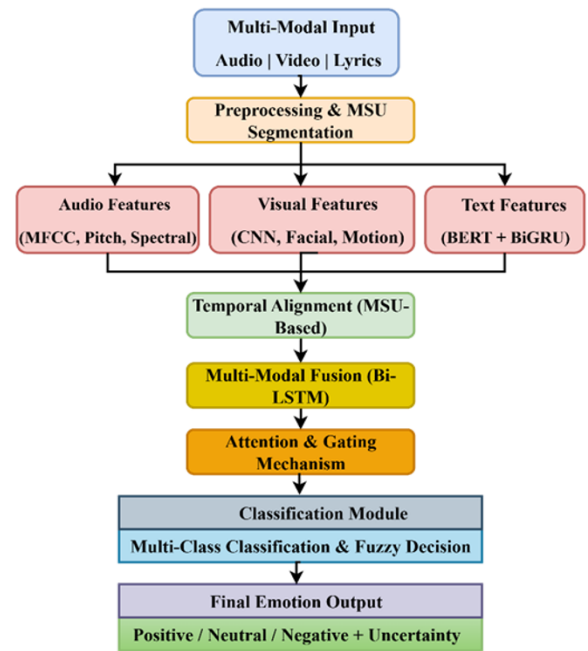 Multi-Modal Input
Audio | Video | Lyrics
Preprocessing & MSU
Segmentation
Audio Features
(MFCC, Pitch, Spectral)
Visual Features
(CNN, Facial, Motion)
Text Features
(BERT + BiGRU)
Temporal Alignment (MSU-
Based)
Multi-Modal Fusion (Bi-
LSTM)
Attention & Gating
Mechanism
Classification Module
Multi-Class Classification & Fuzzy Decision
Final Emotion Output
Positive / Neutral / Negative + Uncertainty